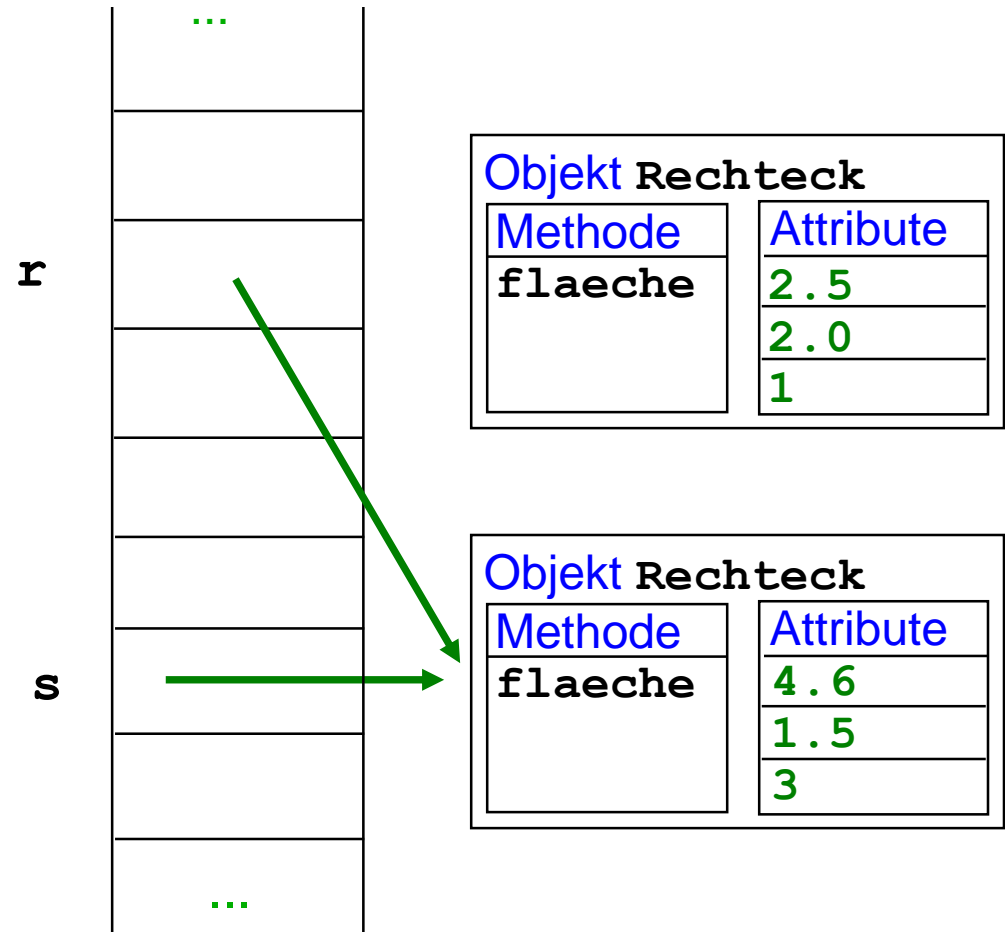 ...
r
s
...
Objekt Rechteck
Methode
flaeche
Attribute
2.5
2.0
1
Objekt Rechteck
Methode
flaeche
Attribute
4.6
1.5
3